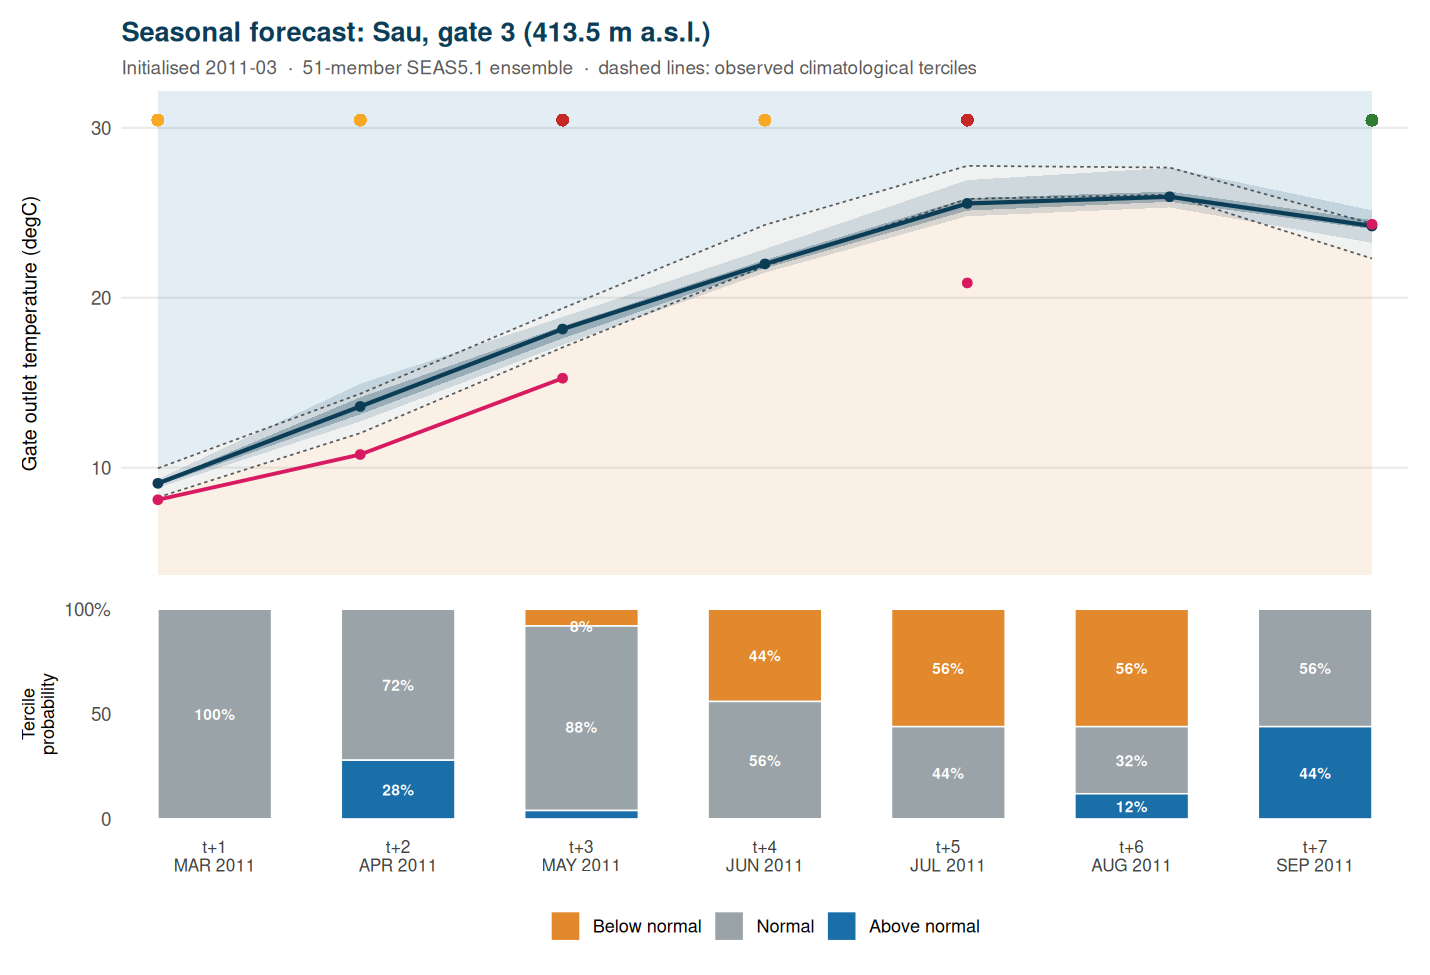 Seasonal forecast: Sau, gate 3 (413.5 m a.s.l.)
Initialised 2011-03 · 51-member SEAS5.1 ensemble · dashed lines: observed climatological terciles
Gate outlet temperature (degC)
30
20
10
Tercile
probability
100%
50
0
100%
72%
28%
8%
88%
44%
56%
56%
44%
56%
32%
12%
56%
44%
t+1
MAR 2011
t+2
APR 2011
t+3
MAY 2011
t+4
JUN 2011
t+5
JUL 2011
t+6
AUG 2011
t+7
SEP 2011
Below normal
Normal
Above normal